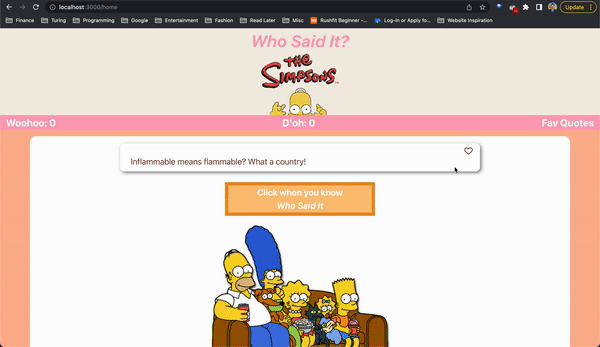 localhost:3000/home
Update
Finance
Turing
Programming
Google
Entertainment
Fashion
Read Later
Misc
Rushfit Beginner -...
Log-in or Apply fo...
Website Inspiration
Who Said It?
THE SIMPSONS
Woohoo: 0
D'oh: 0
Fav Quotes
Inflammable means flammable? What a country!
Click when you know
Who Said it